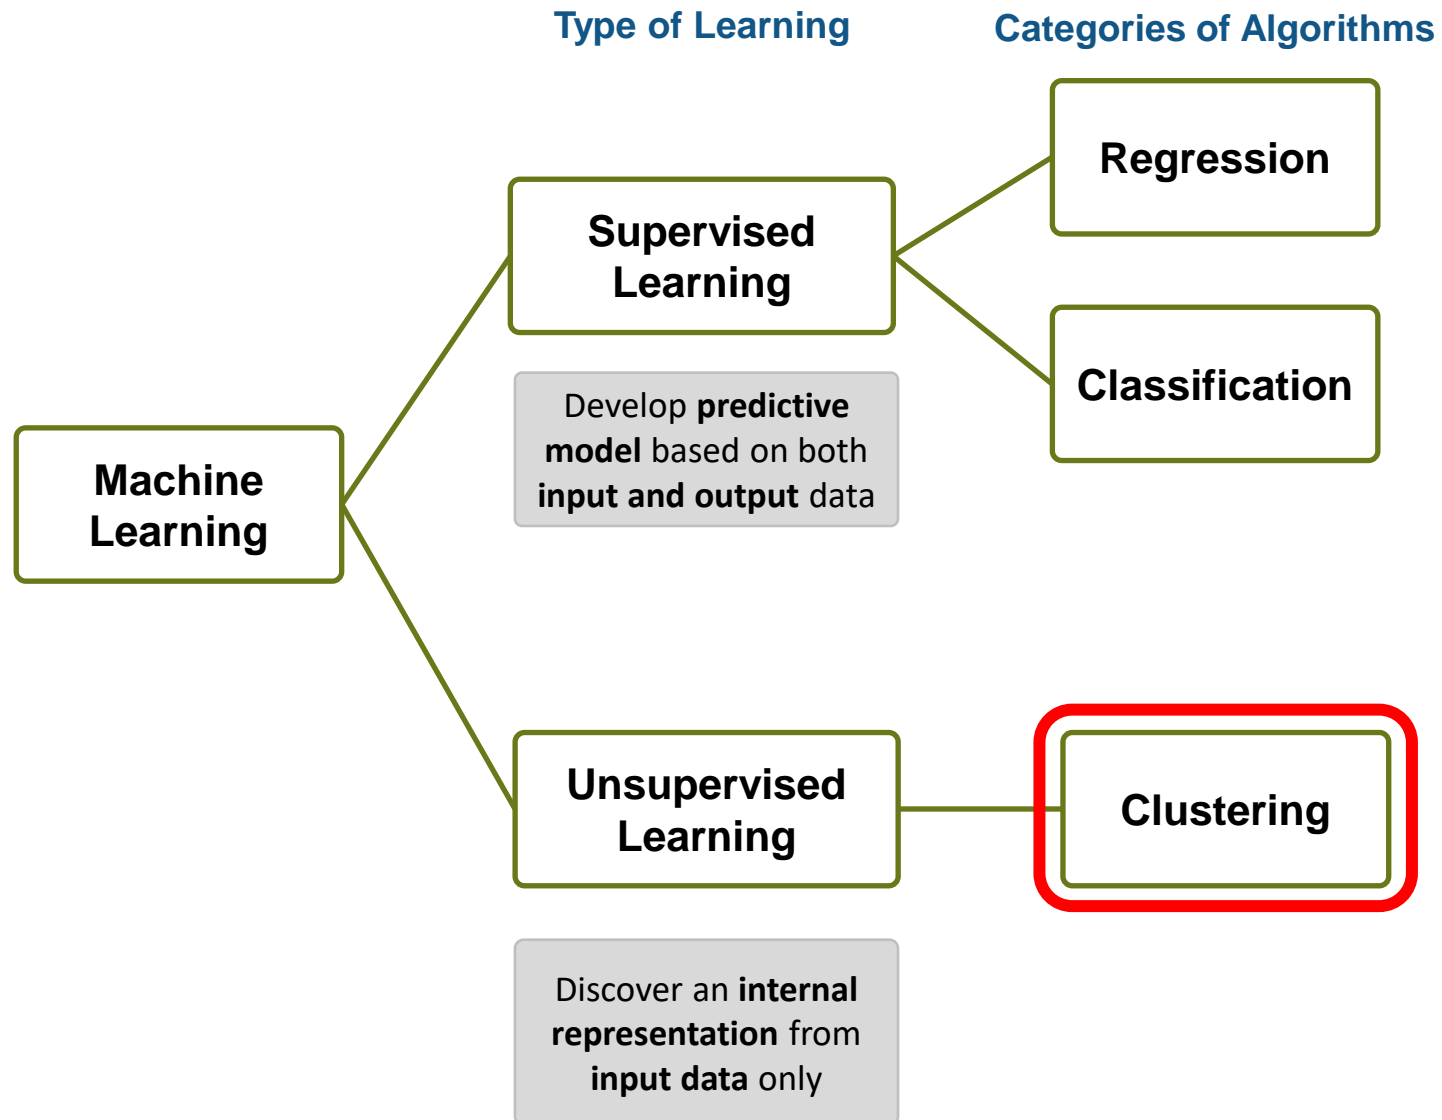 Type of Learning
Categories of Algorithms
Regression
Supervised
Learning
Classification
Develop predictive
model based on both
input and output data
Machine
Learning
Unsupervised
Learning
Clustering
Discover an internal
representation from
input data only